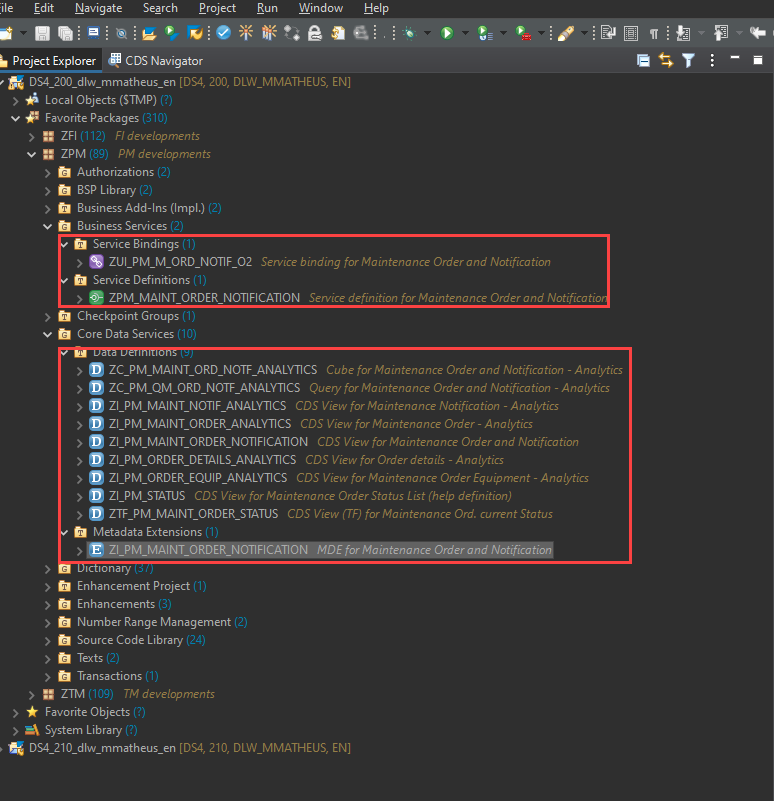 File Edit Navigate Search Project Run Window Help
Project Explorer CDS Navigator
DS4_200_dlw_mmatheus_en [DS4, 200, DLW_MMATHEUS, EN]
Local Objects ($TMP) (?)
Favorite Packages (310)
ZFI (112) FI developments
ZPM (89) PM developments
Authorizations (2)
BSP Library (2)
Business Add-Ins (Impl.) (2)
Business Services (2)
Service Bindings (1)
ZUI_PM_M_ORD_NOTIF_O2 Service binding for Maintenance Order and Notification
Service Definitions (1)
ZPM_MAINT_ORDER_NOTIFICATION Service definition for Maintenance Order and Notification
Checkpoint Groups (1)
Core Data Services (10)
Data Definitions (9)
ZC_PM_MAINT_ORD_NOTF_ANALYTICS Cube for Maintenance Order and Notification - Analytics
ZC_PM_QM_ORD_NOTF_ANALYTICS Query for Maintenance Order and Notification - Analytics
ZI_PM_MAINT_NOTIF_ANALYTICS CDS View for Maintenance Notification - Analytics
ZI_PM_MAINT_ORDER_ANALYTICS CDS View for Maintenance Order - Analytics
ZI_PM_MAINT_ORDER_NOTIFICATION CDS View for Maintenance Order and Notification
ZI_PM_ORDER_DETAILS_ANALYTICS CDS View for Order details - Analytics
ZI_PM_ORDER_EQUIP_ANALYTICS CDS View for Maintenance Order Equipment - Analytics
ZI_PM_STATUS CDS View for Maintenance Order Status List (help definition)
ZTF_PM_MAINT_ORDER_STATUS CDS View (TF) for Maintenance Ord. current Status
Metadata Extensions (1)
ZI_PM_MAINT_ORDER_NOTIFICATION MDE for Maintenance Order and Notification
Dictionary (37)
Enhancement Project (1)
Enhancements (3)
Number Range Management (2)
Source Code Library (24)
Texts (2)
Transactions (1)
ZTM (109) TM developments
Favorite Objects (?)
System Library (?)
DS4_210_dlw_mmatheus_en [DS4, 210, DLW_MMATHEUS, EN]